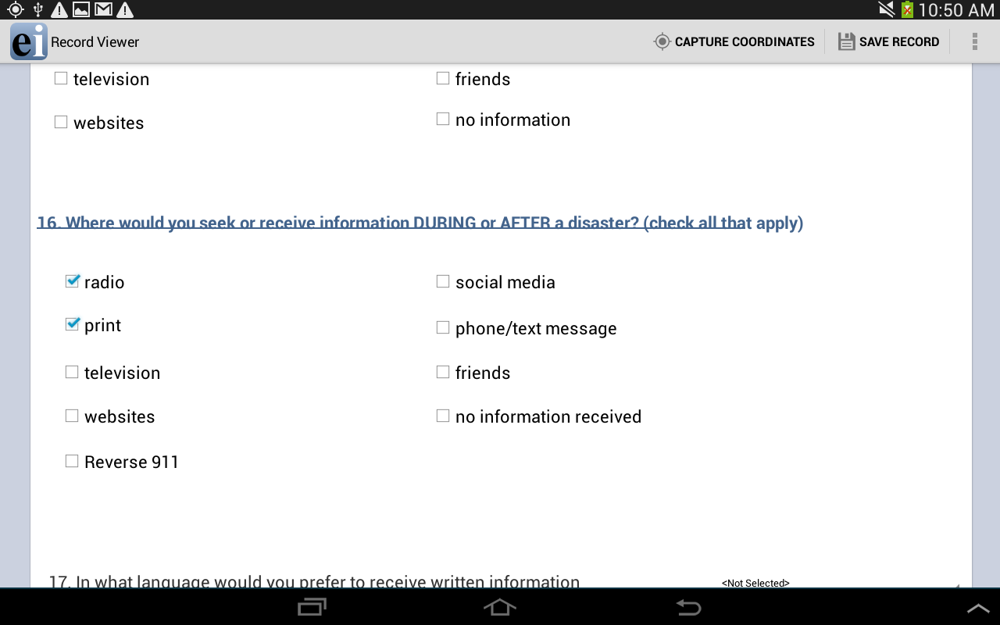 10:50 AM
ei Record Viewer
CAPTURE COORDINATES
SAVE RECORD
television
friends
websites
no information
16. Where would you seek or receive information DURING or AFTER a disaster? (check all that apply)
radio
social media
print
phone/text message
television
friends
websites
no information received
Reverse 911
17. In what language would you prefer to receive written information
<Not Selected>